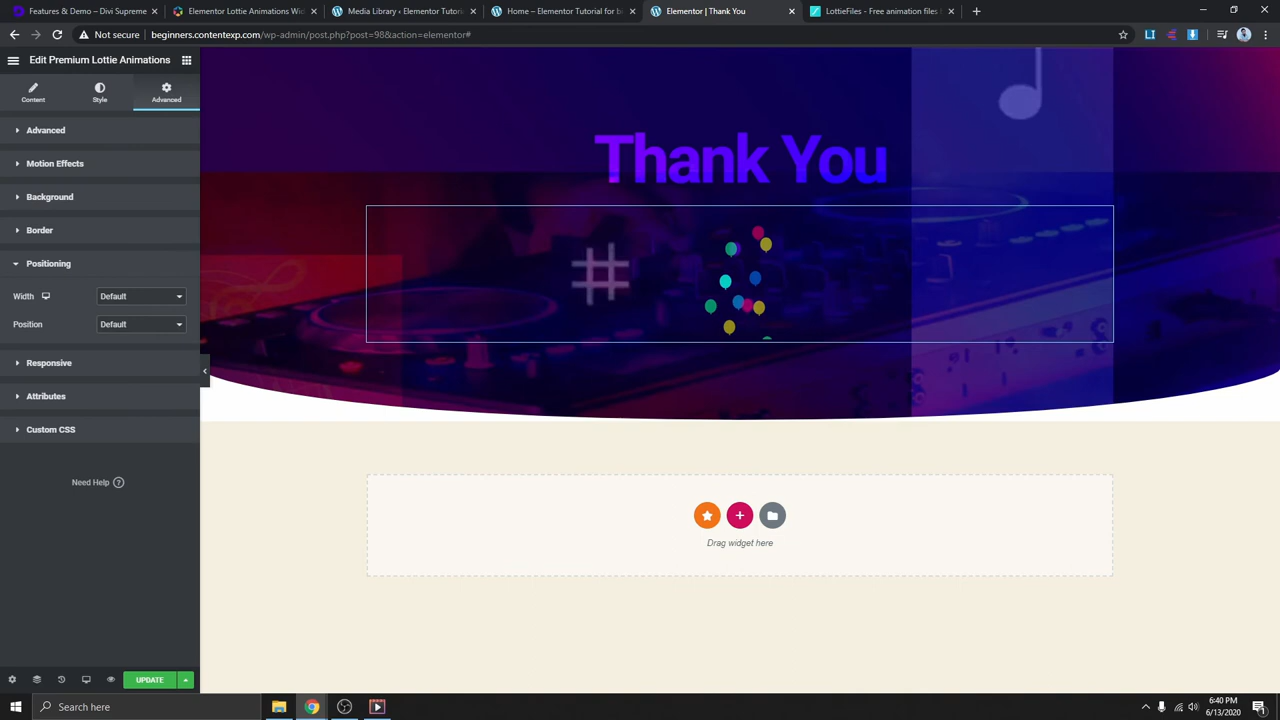 Features & Demo – Divi Supreme
Elementor Lottie Animations Wid
Media Library ‹ Elementor Tutori
Home – Elementor Tutorial for b
Elementor | Thank You
LottieFiles - Free animation files
Not secure | beginners.contentexp.com/wp-admin/post.php?post=98&action=elementor#
Edit Premium Lottie Animations
Content Style Advanced
Advanced
Motion Effects
Background
Border
Positioning
Width Default
Position Default
Responsive
Attributes
Custom CSS
Need Help ?
UPDATE
Thank You
#
Drag widget here
Search here
6:40 PM
6/13/2020
1